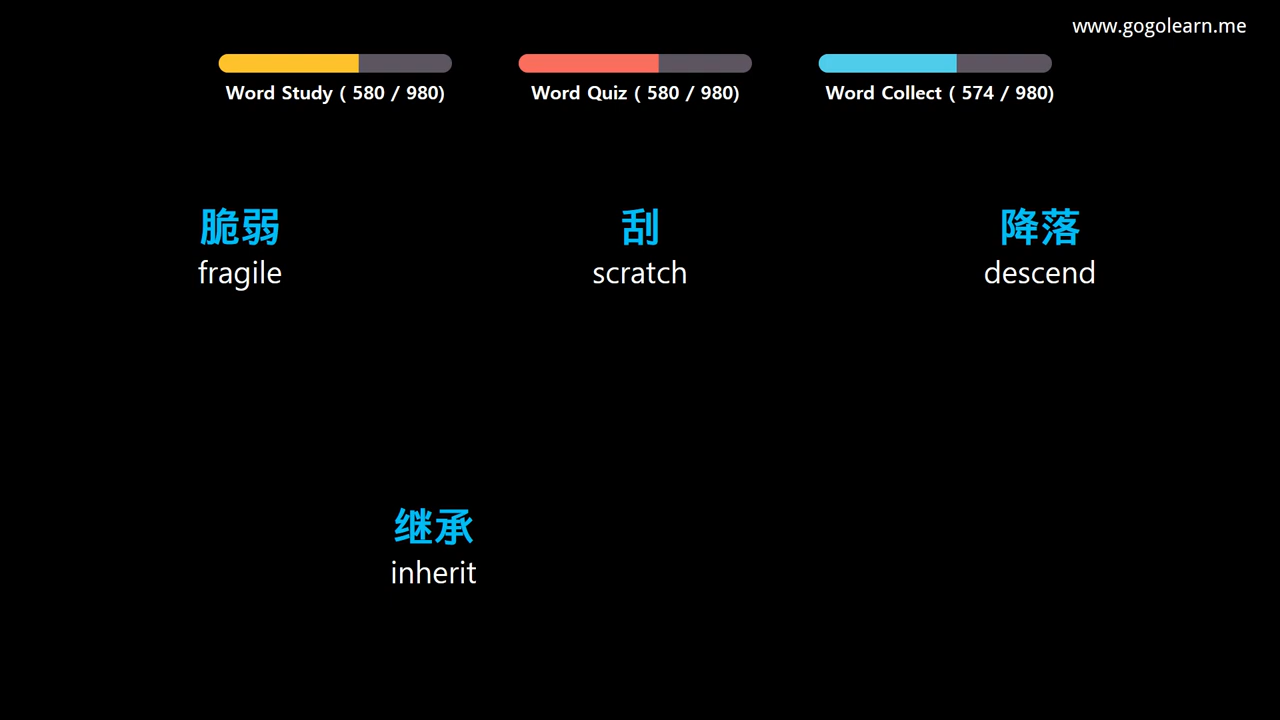 www.gogolearn.me
Word Study ( 580 / 980)
Word Quiz ( 580 / 980)
Word Collect ( 574 / 980)
脆弱
fragile
刮
scratch
降落
descend
继承
inherit